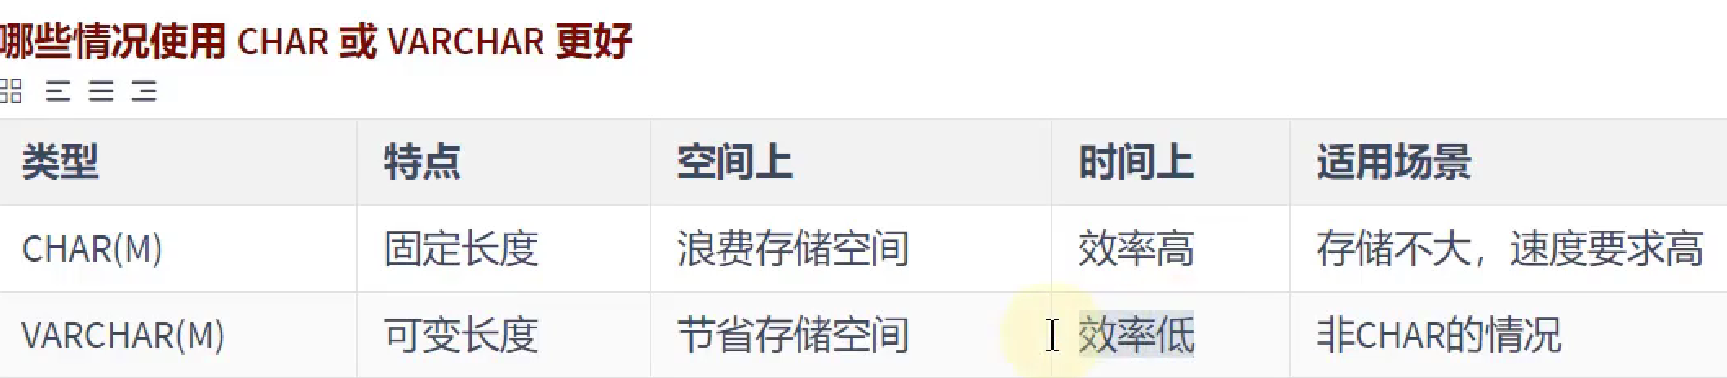 哪些情况使用 CHAR 或 VARCHAR 更好
类型 特点 空间上 时间上 适用场景
CHAR(M) 固定长度 浪费存储空间 效率高 存储不大，速度要求高
VARCHAR(M) 可变长度 节省存储空间 效率低 非CHAR的情况